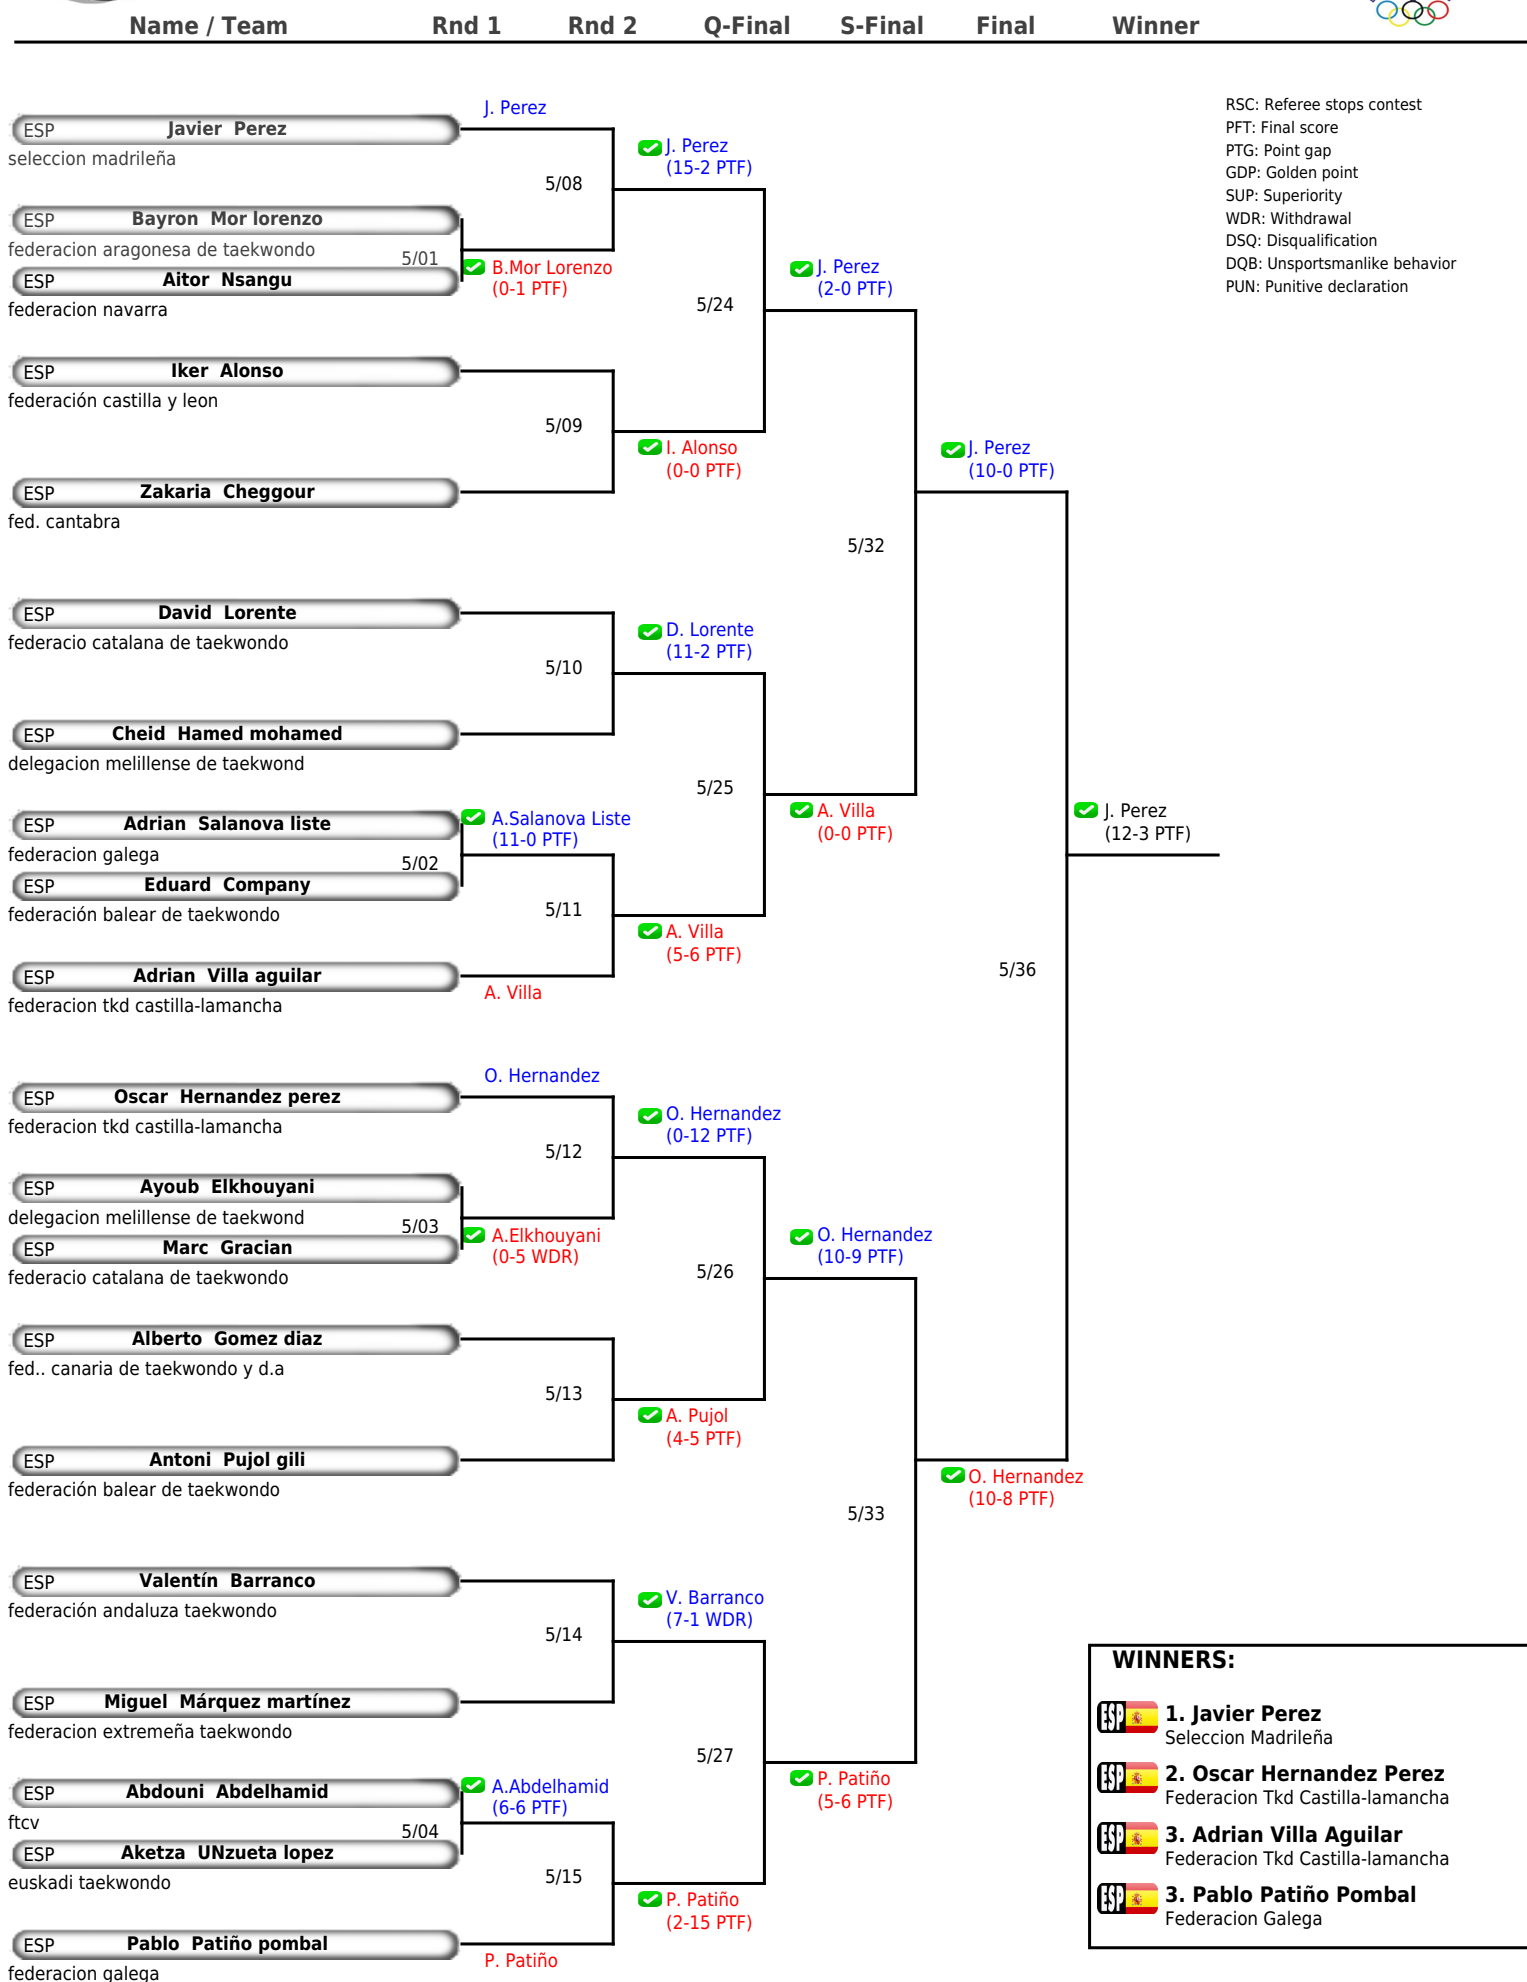 Name / Team Rnd 1 Rnd 2 Q-Final S-Final Final Winner
RSC: Referee stops contest
PFT: Final score
PTG: Point gap
GDP: Golden point
SUP: Superiority
WDR: Withdrawal
DSQ: Disqualification
DQB: Unsportsmanlike behavior
PUN: Punitive declaration
J. Perez
ESP Javier Perez
seleccion madrileña
J. Perez
(15-2 PTF)
5/08
ESP Bayron Mor lorenzo
federacion aragonesa de taekwondo
5/01
ESP Aitor Nsangu
federacion navarra
B.Mor Lorenzo
(0-1 PTF)
J. Perez
(2-0 PTF)
5/24
ESP Iker Alonso
federación castilla y leon
5/09
I. Alonso
(0-0 PTF)
J. Perez
(10-0 PTF)
ESP Zakaria Cheggour
fed. cantabra
5/32
ESP David Lorente
federacio catalana de taekwondo
D. Lorente
(11-2 PTF)
5/10
ESP Cheid Hamed mohamed
delegacion melillense de taekwond
5/25
ESP Adrian Salanova liste
federacion galega
A.Salanova Liste
(11-0 PTF)
A. Villa
(0-0 PTF)
J. Perez
(12-3 PTF)
5/02
ESP Eduard Company
federación balear de taekwondo
5/11
A. Villa
(5-6 PTF)
ESP Adrian Villa aguilar
federacion tkd castilla-lamancha
A. Villa
5/36
O. Hernandez
ESP Oscar Hernandez perez
federacion tkd castilla-lamancha
O. Hernandez
(0-12 PTF)
5/12
ESP Ayoub Elkhouyani
delegacion melillense de taekwond
5/03
ESP Marc Gracian
federacio catalana de taekwondo
A.Elkhouyani
(0-5 WDR)
O. Hernandez
(10-9 PTF)
5/26
ESP Alberto Gomez diaz
fed.. canaria de taekwondo y d.a
5/13
A. Pujol
(4-5 PTF)
ESP Antoni Pujol gili
federación balear de taekwondo
O. Hernandez
(10-8 PTF)
5/33
ESP Valentín Barranco
federación andaluza taekwondo
V. Barranco
(7-1 WDR)
5/14
ESP Miguel Márquez martínez
federacion extremeña taekwondo
5/27
ESP Abdouni Abdelhamid
ftcv
A.Abdelhamid
(6-6 PTF)
P. Patiño
(5-6 PTF)
5/04
ESP Aketza UNzueta lopez
euskadi taekwondo
5/15
P. Patiño
(2-15 PTF)
ESP Pablo Patiño pombal
federacion galega
P. Patiño
WINNERS:
ESP 1. Javier Perez
Seleccion Madrileña
ESP 2. Oscar Hernandez Perez
Federacion Tkd Castilla-lamancha
ESP 3. Adrian Villa Aguilar
Federacion Tkd Castilla-lamancha
ESP 3. Pablo Patiño Pombal
Federacion Galega